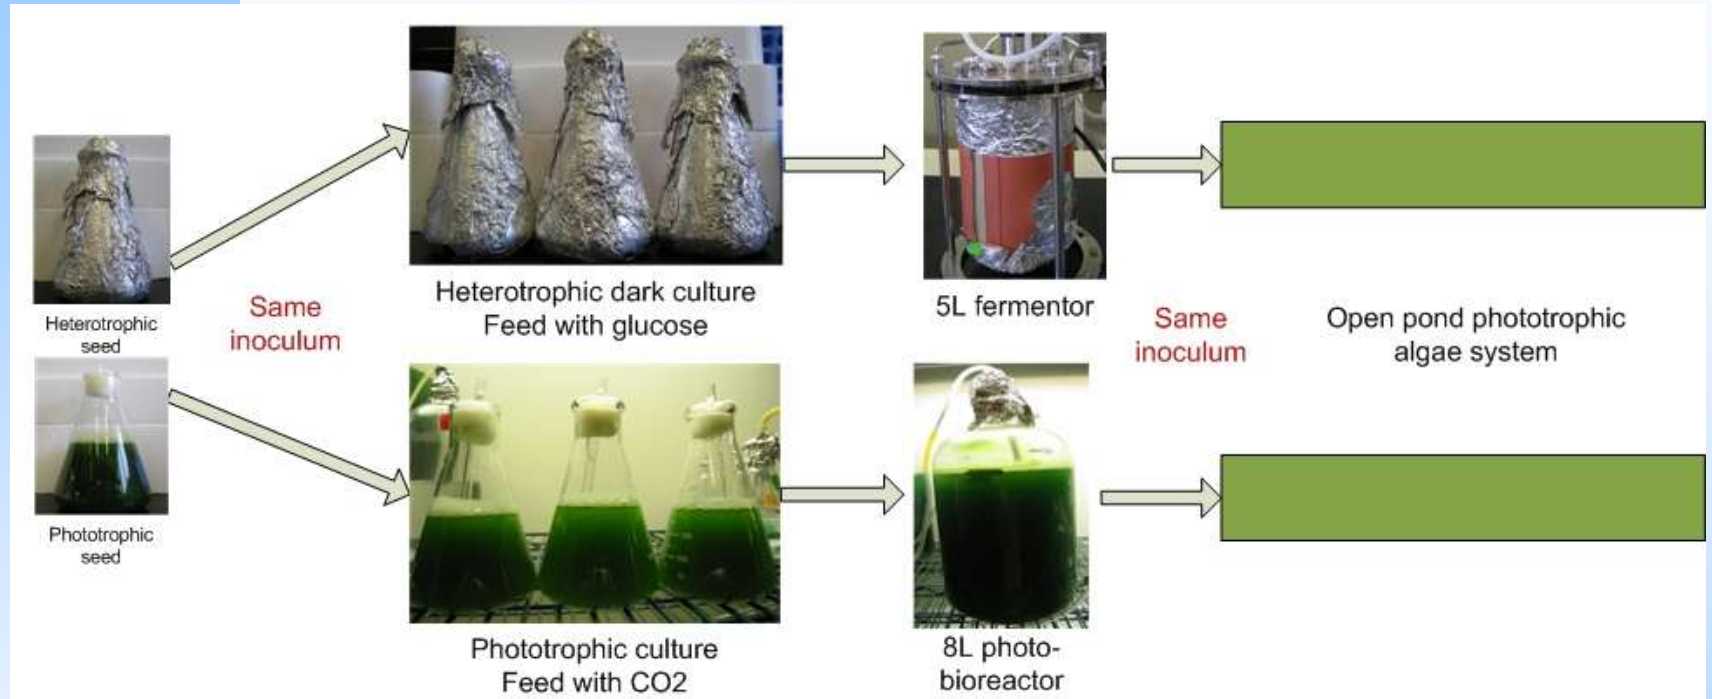 Heterotrophic
seed
Same
inoculum
Heterotrophic dark culture
Feed with glucose
5L fermentor
Same
inoculum
Open pond phototrophic
algae system
Phototrophic
seed
Phototrophic culture
Feed with CO2
8L photo-
bioreactor